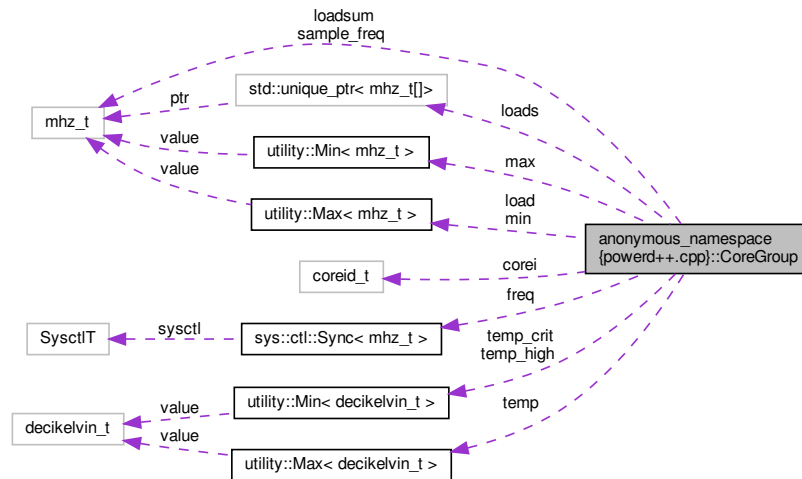 loadsum
sample_freq
std::unique_ptr< mhz_t[]>
ptr
loads
mhz_t
value
utility::Min< mhz_t >
max
value
utility::Max< mhz_t >
load
min
anonymous_namespace
{powerd++.cpp}::CoreGroup
coreid_t
corei
freq
SysctlT
sysctl
sys::ctl::Sync< mhz_t >
temp_crit
temp_high
utility::Min< decikelvin_t >
value
decikelvin_t
value
temp
utility::Max< decikelvin_t >